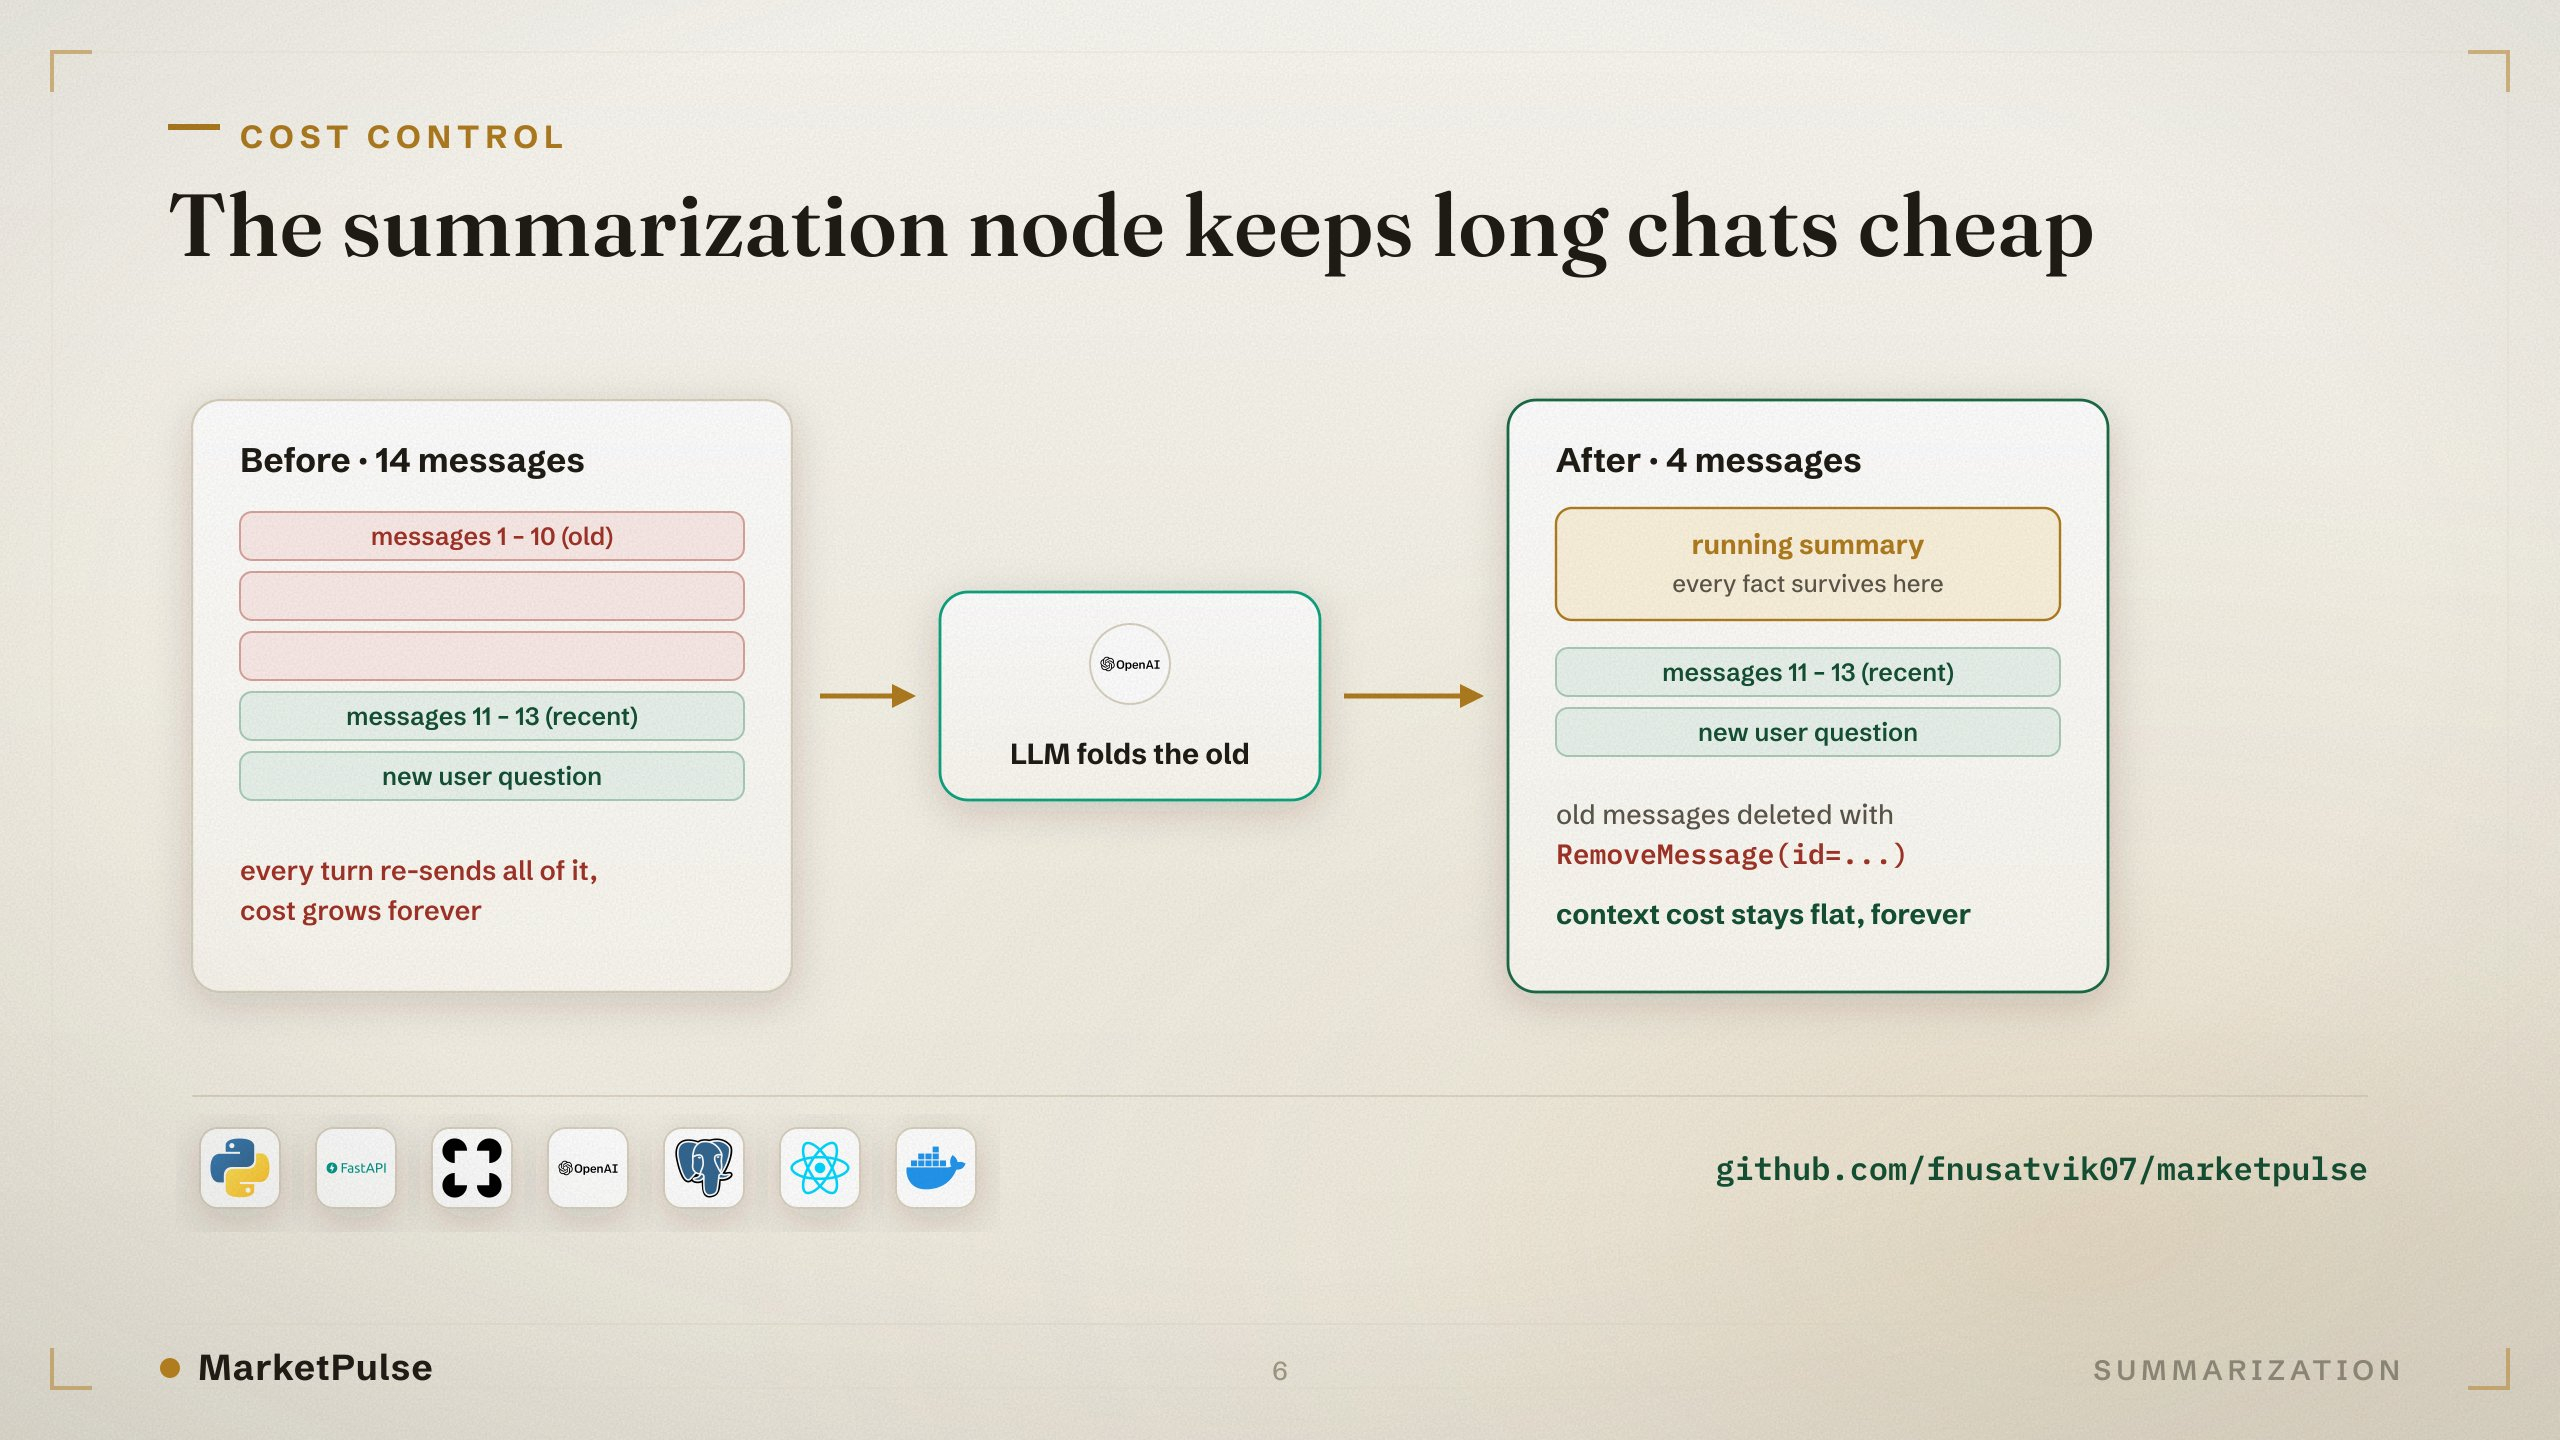 COST CONTROL
The summarization node keeps long chats cheap
Before · 14 messages
messages 1 – 10 (old)
messages 11 – 13 (recent)
new user question
every turn re-sends all of it,
cost grows forever
OpenAI
LLM folds the old
After · 4 messages
running summary
every fact survives here
messages 11 – 13 (recent)
new user question
old messages deleted with
RemoveMessage(id=...)
context cost stays flat, forever
FastAPI
OpenAI
github.com/fnusatvik07/marketpulse
MarketPulse
6
SUMMARIZATION